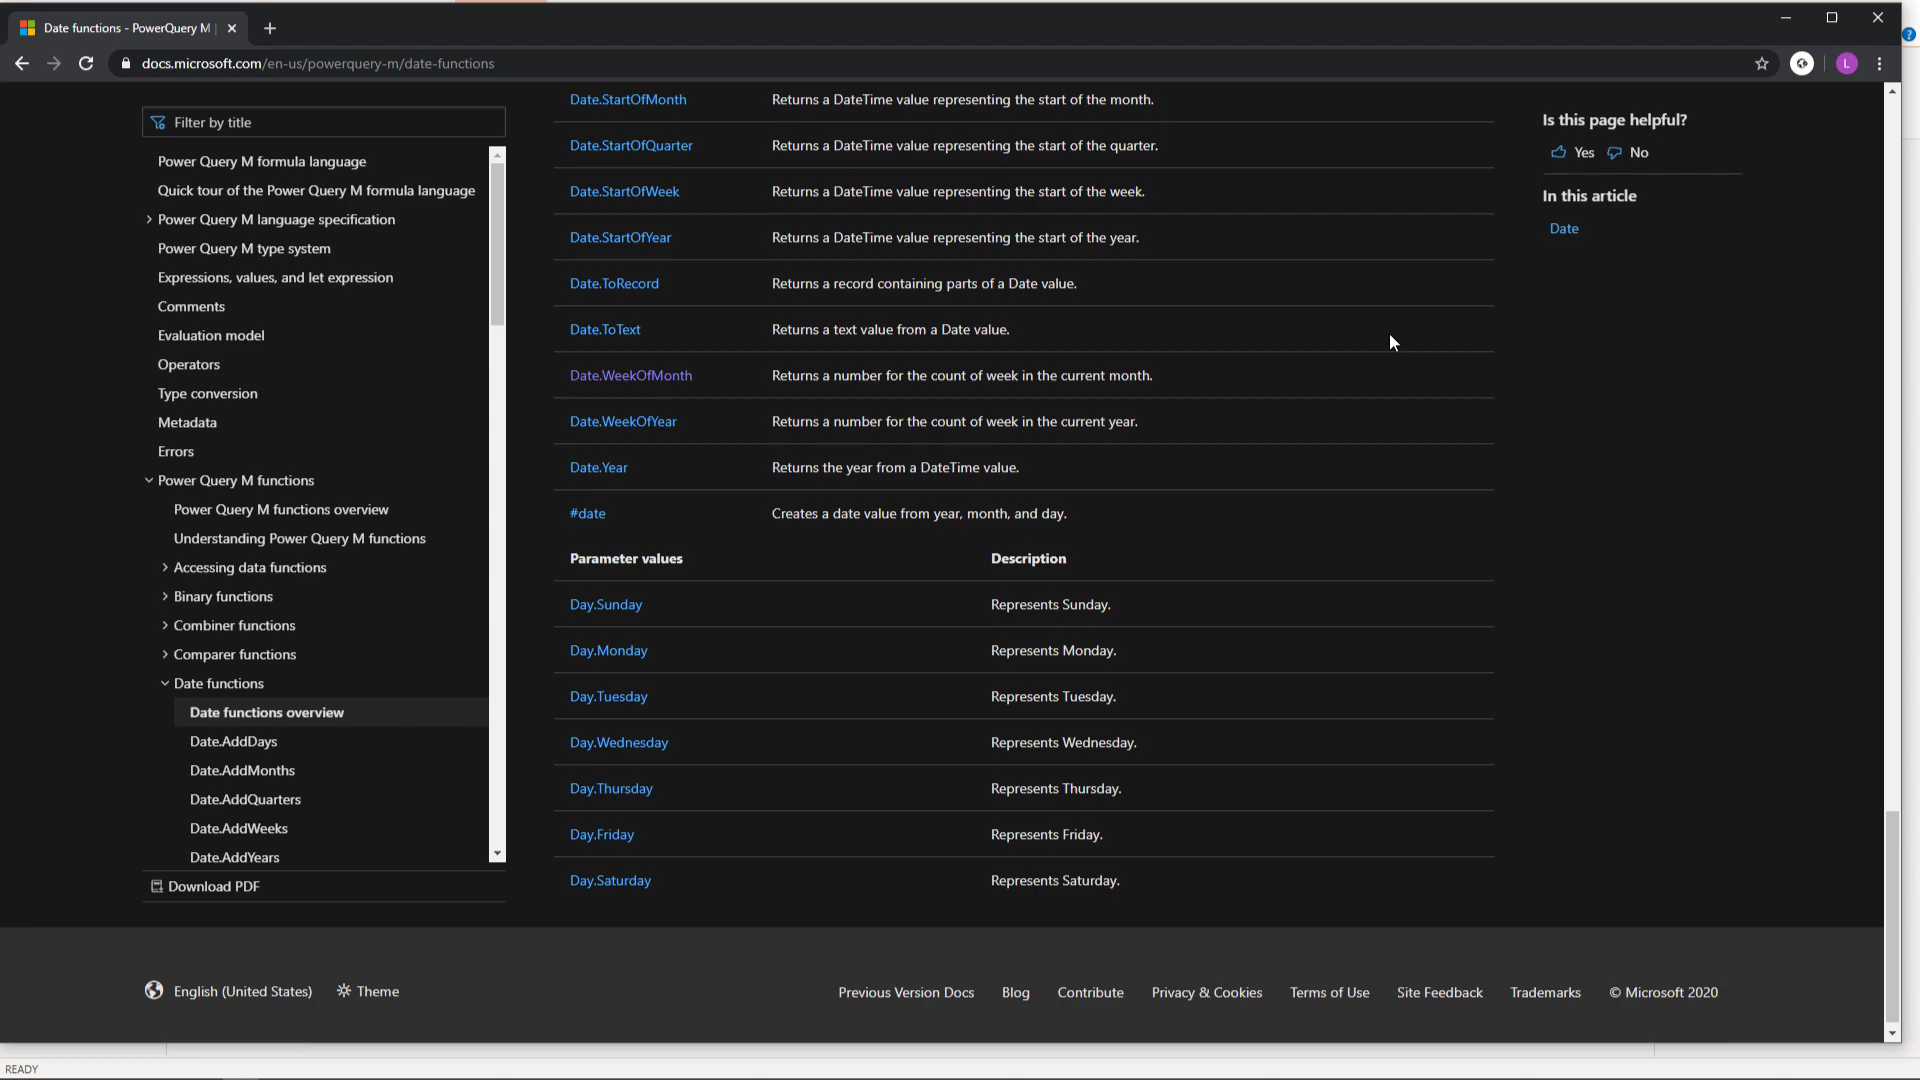 Date functions - PowerQuery M |
docs.microsoft.com/en-us/powerquery-m/date-functions
L
?
Filter by title
Power Query M formula language
Quick tour of the Power Query M formula language
Power Query M language specification
Power Query M type system
Expressions, values, and let expression
Comments
Evaluation model
Operators
Type conversion
Metadata
Errors
Power Query M functions
Power Query M functions overview
Understanding Power Query M functions
Accessing data functions
Binary functions
Combiner functions
Comparer functions
Date functions
Date functions overview
Date.AddDays
Date.AddMonths
Date.AddQuarters
Date.AddWeeks
Date.AddYears
Download PDF
Date.StartOfMonth Returns a DateTime value representing the start of the month.
Date.StartOfQuarter Returns a DateTime value representing the start of the quarter.
Date.StartOfWeek Returns a DateTime value representing the start of the week.
Date.StartOfYear Returns a DateTime value representing the start of the year.
Date.ToRecord Returns a record containing parts of a Date value.
Date.ToText Returns a text value from a Date value.
Date.WeekOfMonth Returns a number for the count of week in the current month.
Date.WeekOfYear Returns a number for the count of week in the current year.
Date.Year Returns the year from a DateTime value.
#date Creates a date value from year, month, and day.
Parameter values Description
Day.Sunday Represents Sunday.
Day.Monday Represents Monday.
Day.Tuesday Represents Tuesday.
Day.Wednesday Represents Wednesday.
Day.Thursday Represents Thursday.
Day.Friday Represents Friday.
Day.Saturday Represents Saturday.
Is this page helpful?
Yes No
In this article
Date
English (United States) Theme
Previous Version Docs Blog Contribute Privacy & Cookies Terms of Use Site Feedback Trademarks © Microsoft 2020
READY